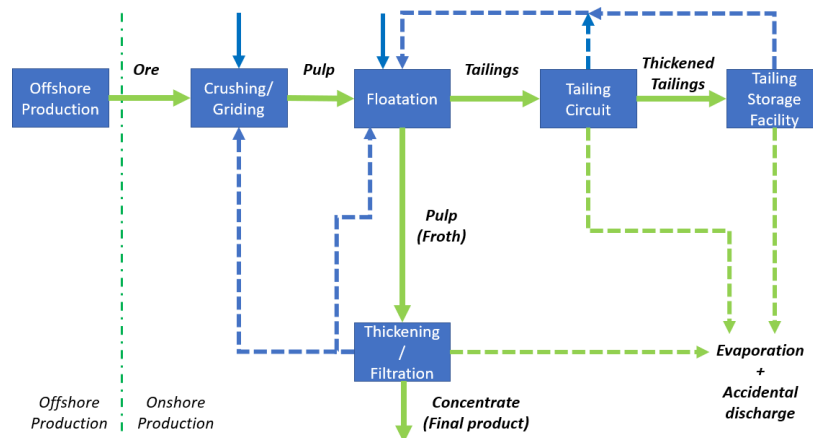 Offshore
Production
Ore
Crushing/
Griding
Pulp
Floatation
Tailings
Tailing
Circuit
Thickened
Tailings
Tailing
Storage
Facility
Pulp
(Froth)
Thickening
/
Filtration
Evaporation
+
Accidental
discharge
Offshore
Production
Onshore
Production
Concentrate
(Final product)